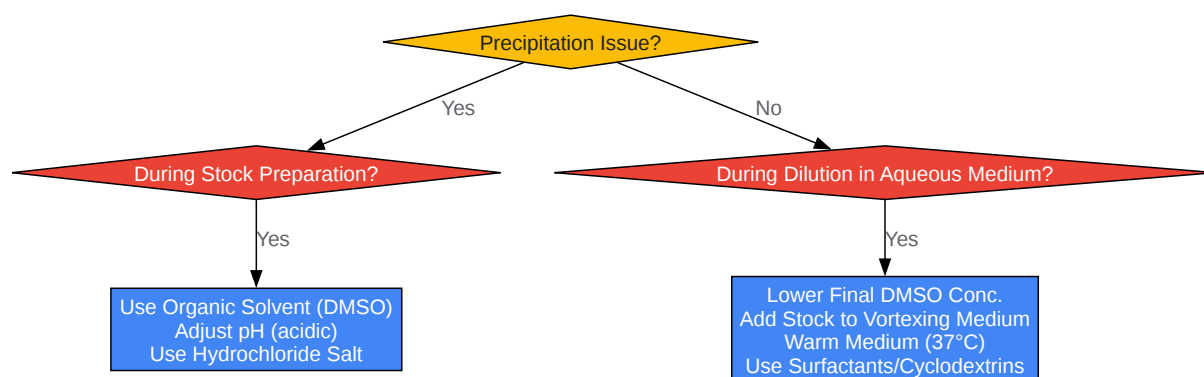 Precipitation Issue?
Yes
No
During Stock Preparation?
During Dilution in Aqueous Medium?
Yes
Yes
Use Organic Solvent (DMSO)
Adjust pH (acidic)
Use Hydrochloride Salt
Lower Final DMSO Conc.
Add Stock to Vortexing Medium
Warm Medium (37°C)
Use Surfactants/Cyclodextrins